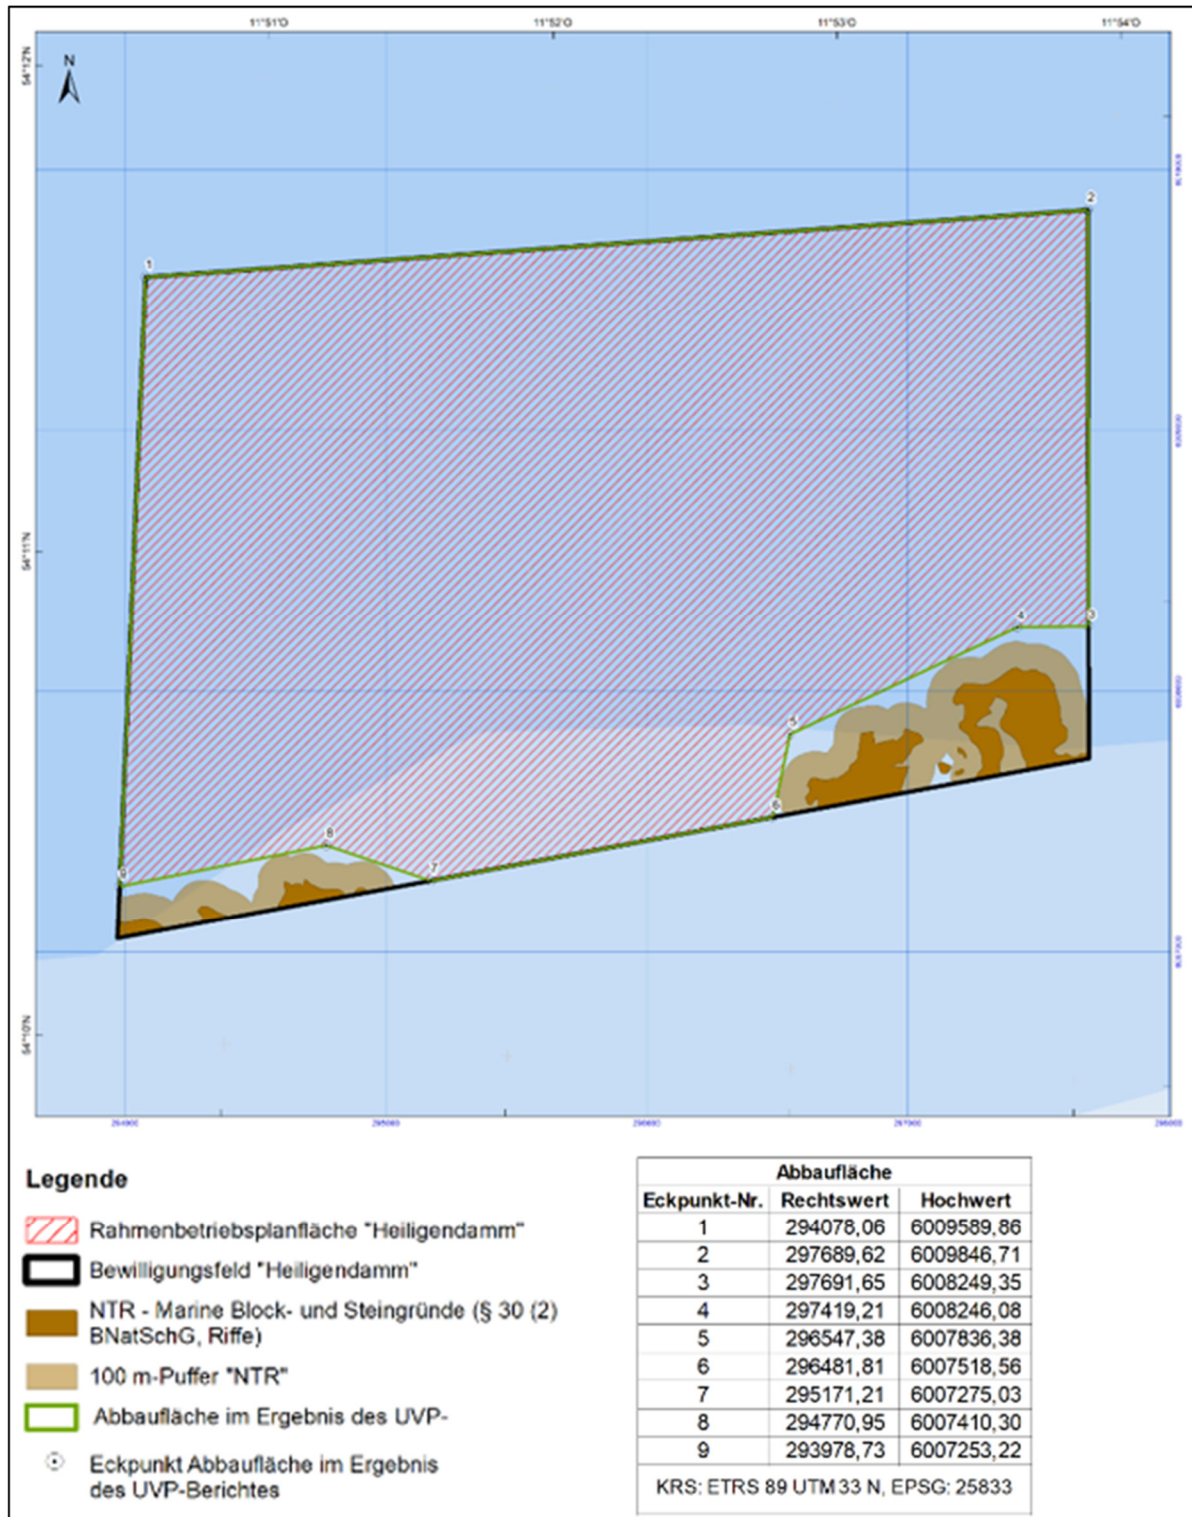 11°51'O 11°52'O 11°53'O 11°54'O
54°12'N
N
2
1
54°11'N
4 3
5
6
8
7
9
54°10'N
294000 295000 296000 297000 298000
Legende
Rahmenbetriebsplanfläche "Heiligendamm"
Bewilligungsfeld "Heiligendamm"
NTR - Marine Block- und Steingründe (§ 30 (2)
BNatSchG, Riffe)
100 m-Puffer "NTR"
Abbaufläche im Ergebnis des UVP-
Eckpunkt Abbaufläche im Ergebnis
des UVP-Berichtes
Abbaufläche
Eckpunkt-Nr. Rechtswert Hochwert
1 294078,06 6009589,86
2 297689,62 6009846,71
3 297691,65 6008249,35
4 297419,21 6008246,08
5 296547,38 6007836,38
6 296481,81 6007518,56
7 295171,21 6007275,03
8 294770,95 6007410,30
9 293978,73 6007253,22
KRS: ETRS 89 UTM 33 N, EPSG: 25833